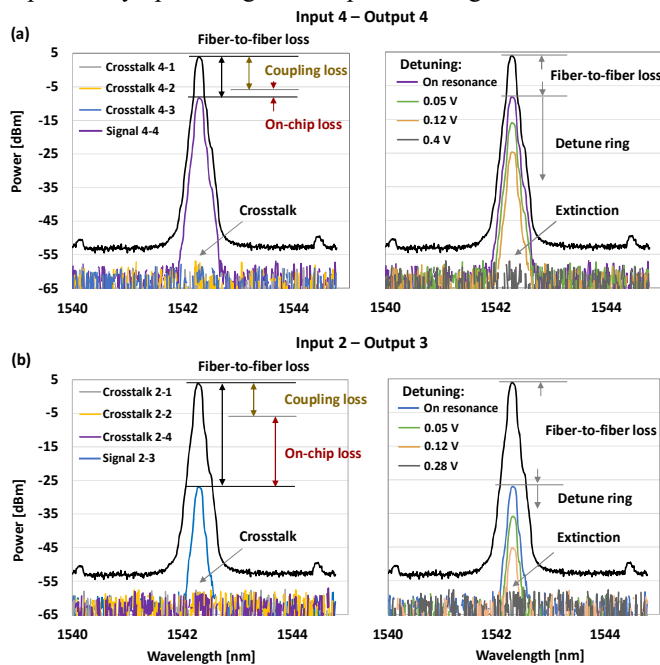 Input 4 – Output 4
(a)
Fiber-to-fiber loss
Crosstalk 4-1
Crosstalk 4-2
Crosstalk 4-3
Signal 4-4
Coupling loss
On-chip loss
Crosstalk
Power [dBm]
5
-5
-15
-25
-35
-45
-55
-65
1540
1542
1544
Detuning:
On resonance
0.05 V
0.12 V
0.4 V
Fiber-to-fiber loss
Detune ring
Extinction
1540
1542
1544
Input 2 – Output 3
(b)
Fiber-to-fiber loss
Crosstalk 2-1
Crosstalk 2-2
Crosstalk 2-4
Signal 2-3
Coupling loss
On-chip loss
Crosstalk
Power [dBm]
5
-5
-15
-25
-35
-45
-55
-65
1540
1542
1544
Wavelength [nm]
Detuning:
On resonance
0.05 V
0.12 V
0.28 V
Fiber-to-fiber loss
Detune ring
Extinction
1540
1542
1544
Wavelength [nm]